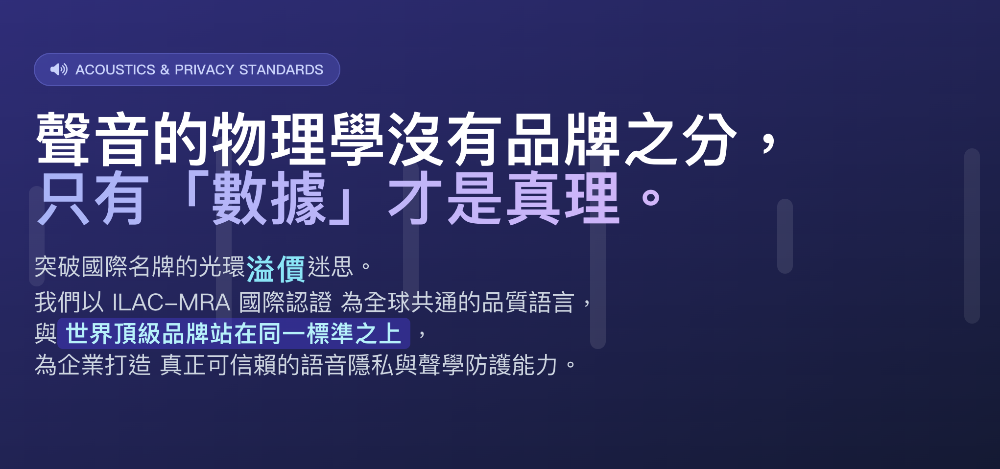 ACOUSTICS & PRIVACY STANDARDS
聲音的物理學沒有品牌之分，
只有「數據」才是真理。
突破國際名牌的光環溢價迷思。
我們以 ILAC-MRA 國際認證 為全球共通的品質語言，
與世界頂級品牌站在同一標準之上，
為企業打造 真正可信賴的語音隱私與聲學防護能力。